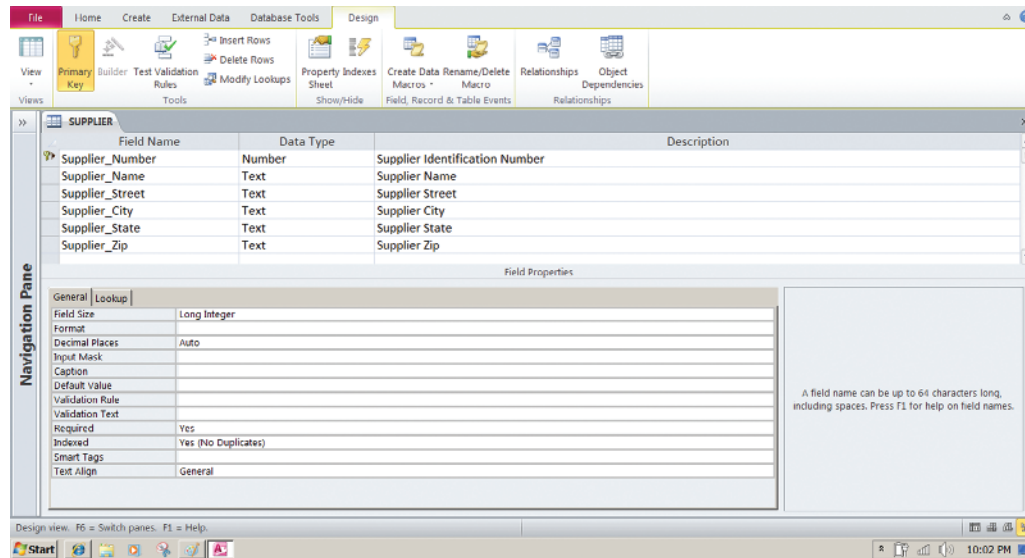 File Home Create External Data Database Tools Design
View
Views
Primary Key
Builder
Test Validation Rules
Insert Rows
Delete Rows
Modify Lookups
Tools
Property Sheet
Indexes
Show/Hide
Create Data Macros
Rename/Delete Macro
Field, Record & Table Events
Relationships
Object Dependencies
Relationships
»
SUPPLIER
Field Name Data Type Description
Supplier_Number Number Supplier Identification Number
Supplier_Name Text Supplier Name
Supplier_Street Text Supplier Street
Supplier_City Text Supplier City
Supplier_State Text Supplier State
Supplier_Zip Text Supplier Zip
Navigation Pane
Field Properties
General Lookup
Field Size Long Integer
Format
Decimal Places Auto
Input Mask
Caption
Default Value
Validation Rule
Validation Text
Required Yes
Indexed Yes (No Duplicates)
Smart Tags
Text Align General
A field name can be up to 64 characters long,
including spaces. Press F1 for help on field names.
Design view. F6 = Switch panes. F1 = Help.
Start
10:02 PM